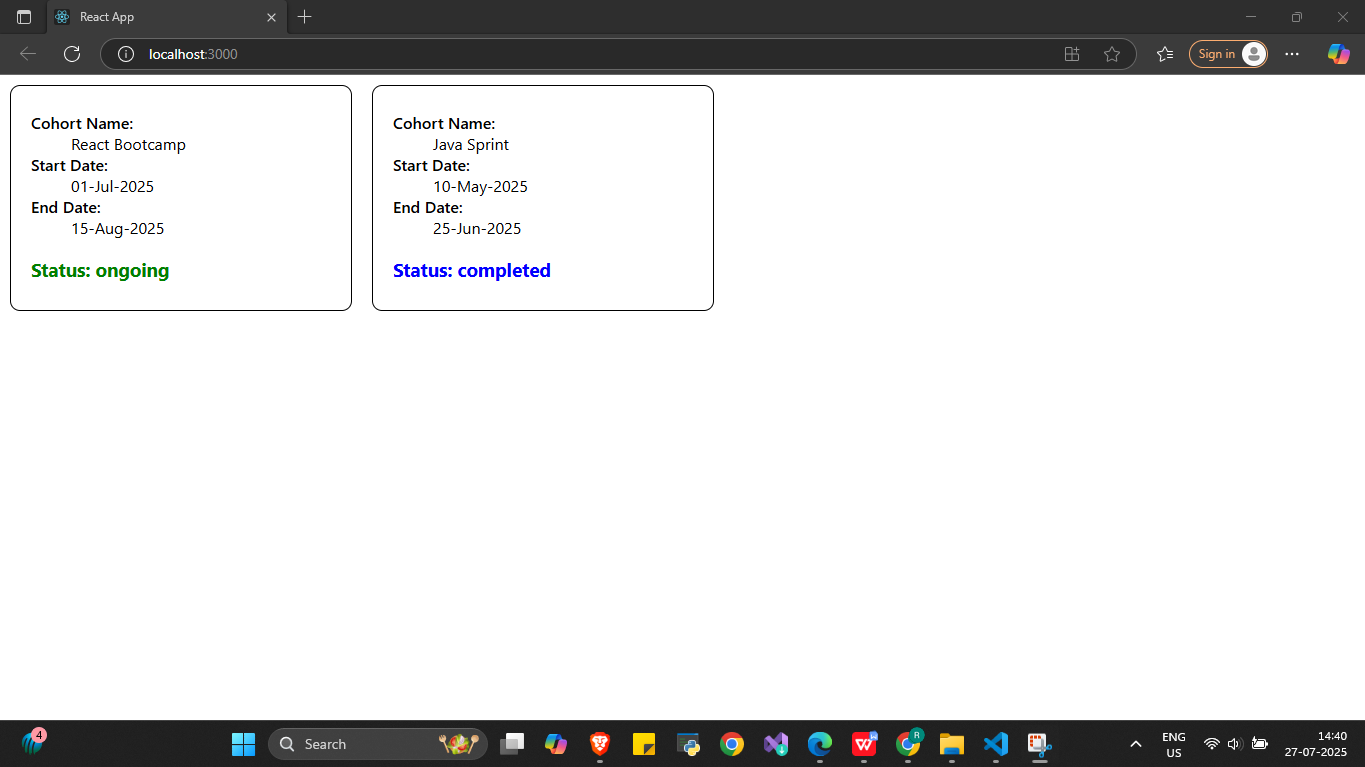 React App
localhost:3000
Sign in
Cohort Name:
React Bootcamp
Start Date:
01-Jul-2025
End Date:
15-Aug-2025
Status: ongoing
Cohort Name:
Java Sprint
Start Date:
10-May-2025
End Date:
25-Jun-2025
Status: completed
4
Search
W
R
ENG
US
14:40
27-07-2025